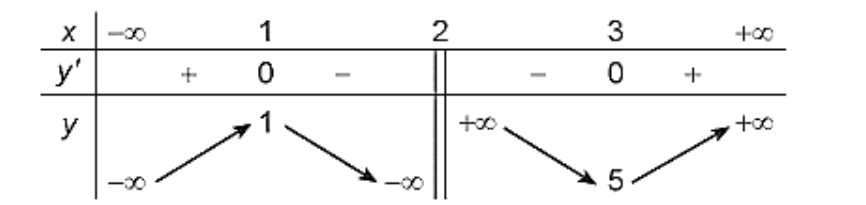 x −∞ 1 2 3 +∞
y' + 0 − − 0 +
y 1 +∞ +∞
−∞ −∞ 5